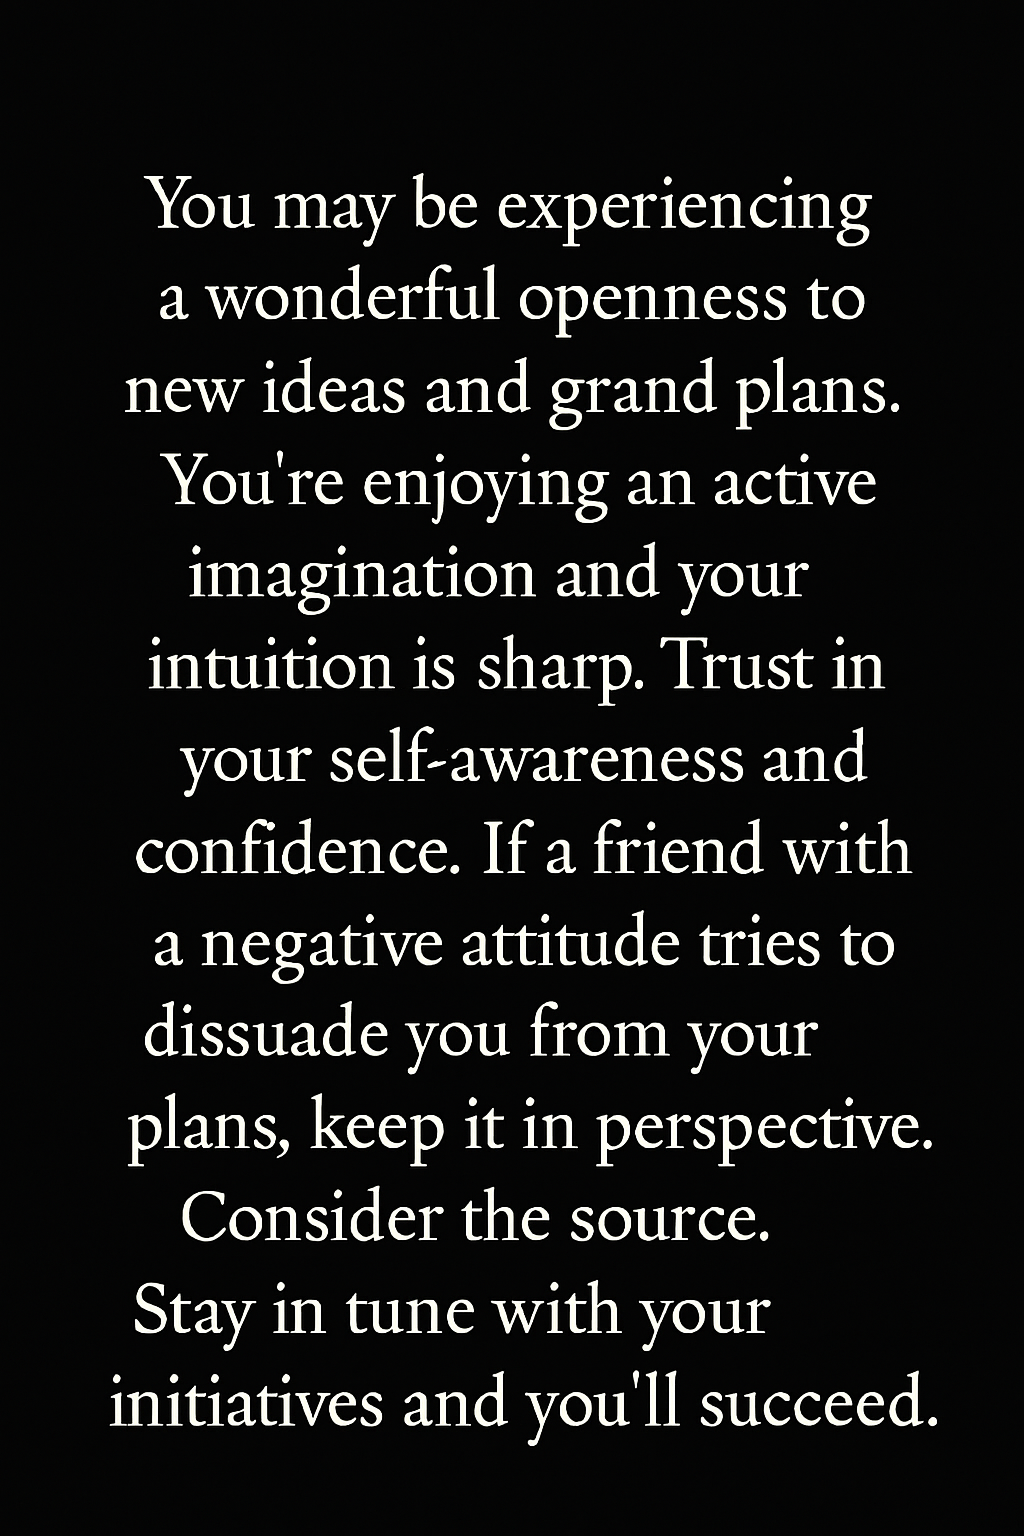 You may be experiencing
a wonderful openness to
new ideas and grand plans.
You're enjoying an active
imagination and your
intuition is sharp. Trust in
your self-awareness and
confidence. If a friend with
a negative attitude tries to
dissuade you from your
plans, keep it in perspective.
Consider the source.
Stay in tune with your
initiatives and you'll succeed.